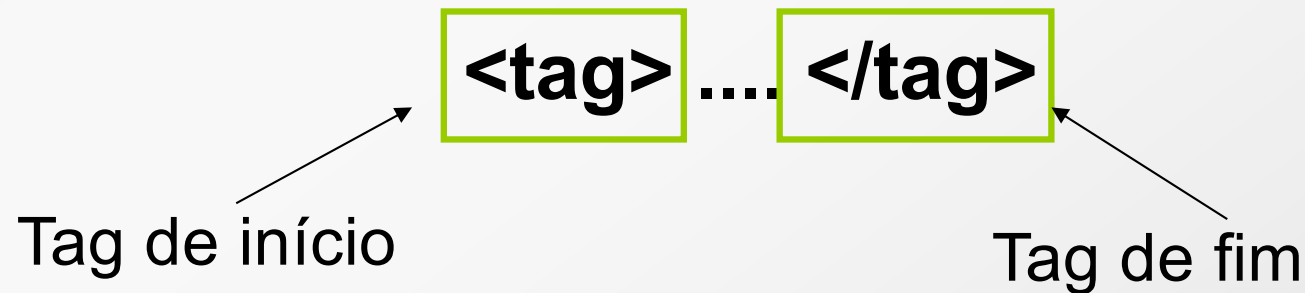 <tag> .... </tag>
Tag de início
Tag de fim